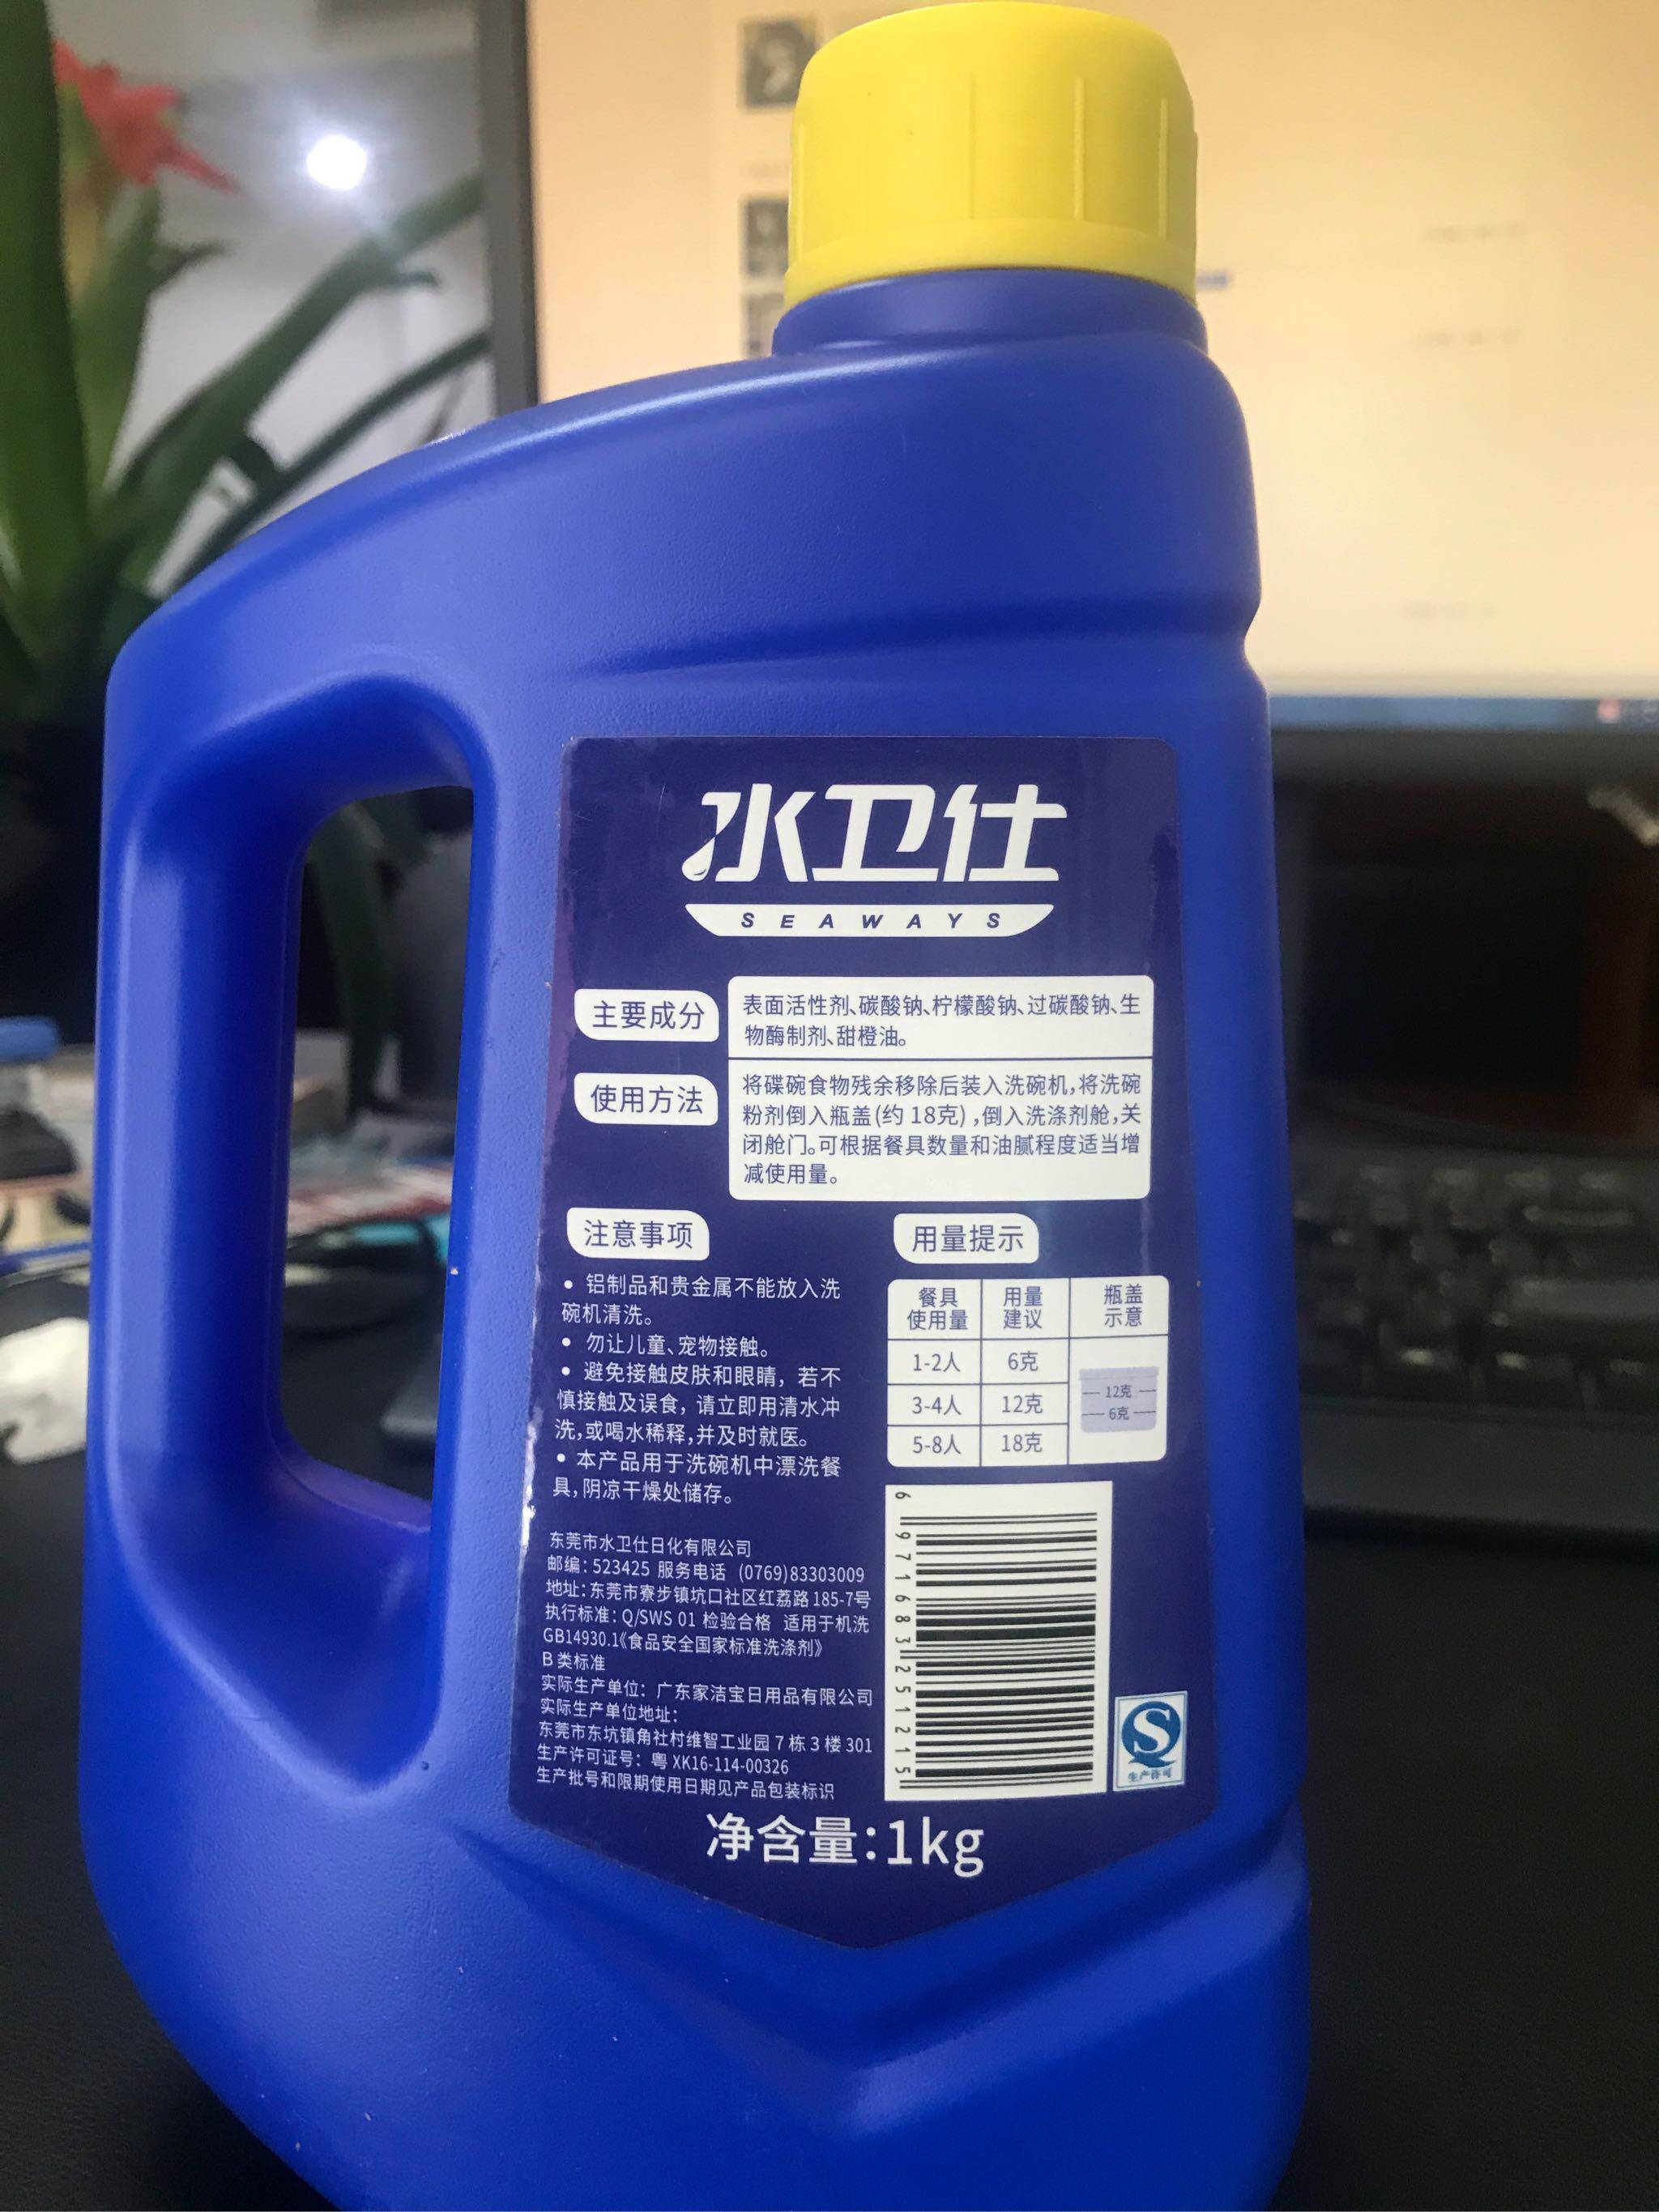 水卫仕
SEAWAYS
主要成分
表面活性剂、碳酸钠、柠檬酸钠、过碳酸钠、生
物酶制剂、甜橙油。
使用方法
将碟碗食物残余移除后装入洗碗机,将洗碗
粉剂倒入瓶盖(约 18克) ,倒入洗涤剂舱,关
闭舱门。可根据餐具数量和油腻程度适当增
减使用量。
注意事项
• 铝制品和贵金属不能放入洗
碗机清洗。
• 勿让儿童、宠物接触。
• 避免接触皮肤和眼睛，若不
慎接触及误食，请立即用清水冲
洗,或喝水稀释,并及时就医。
• 本产品用于洗碗机中漂洗餐
具,阴凉干燥处储存。
用量提示
餐具 用量 瓶盖
使用量 建议 示意
1-2人 6克
3-4人 12克
5-8人 18克
12克
6克
东莞市水卫仕日化有限公司
邮编: 523425 服务电话 (0769)83303009
地址: 东莞市寮步镇坑口社区红荔路 185-7号
执行标准: Q/SWS 01 检验合格 适用于机洗
GB14930.1《食品安全国家标准洗涤剂》
B 类标准
实际生产单位：广东家洁宝日用品有限公司
实际生产单位地址：
东莞市东坑镇角社村维智工业园 7 栋 3 楼 301
生产许可证号：粤 XK16-114-00326
生产批号和限期使用日期见产品包装标识
6 971683 251215
生产许可
净含量:1kg